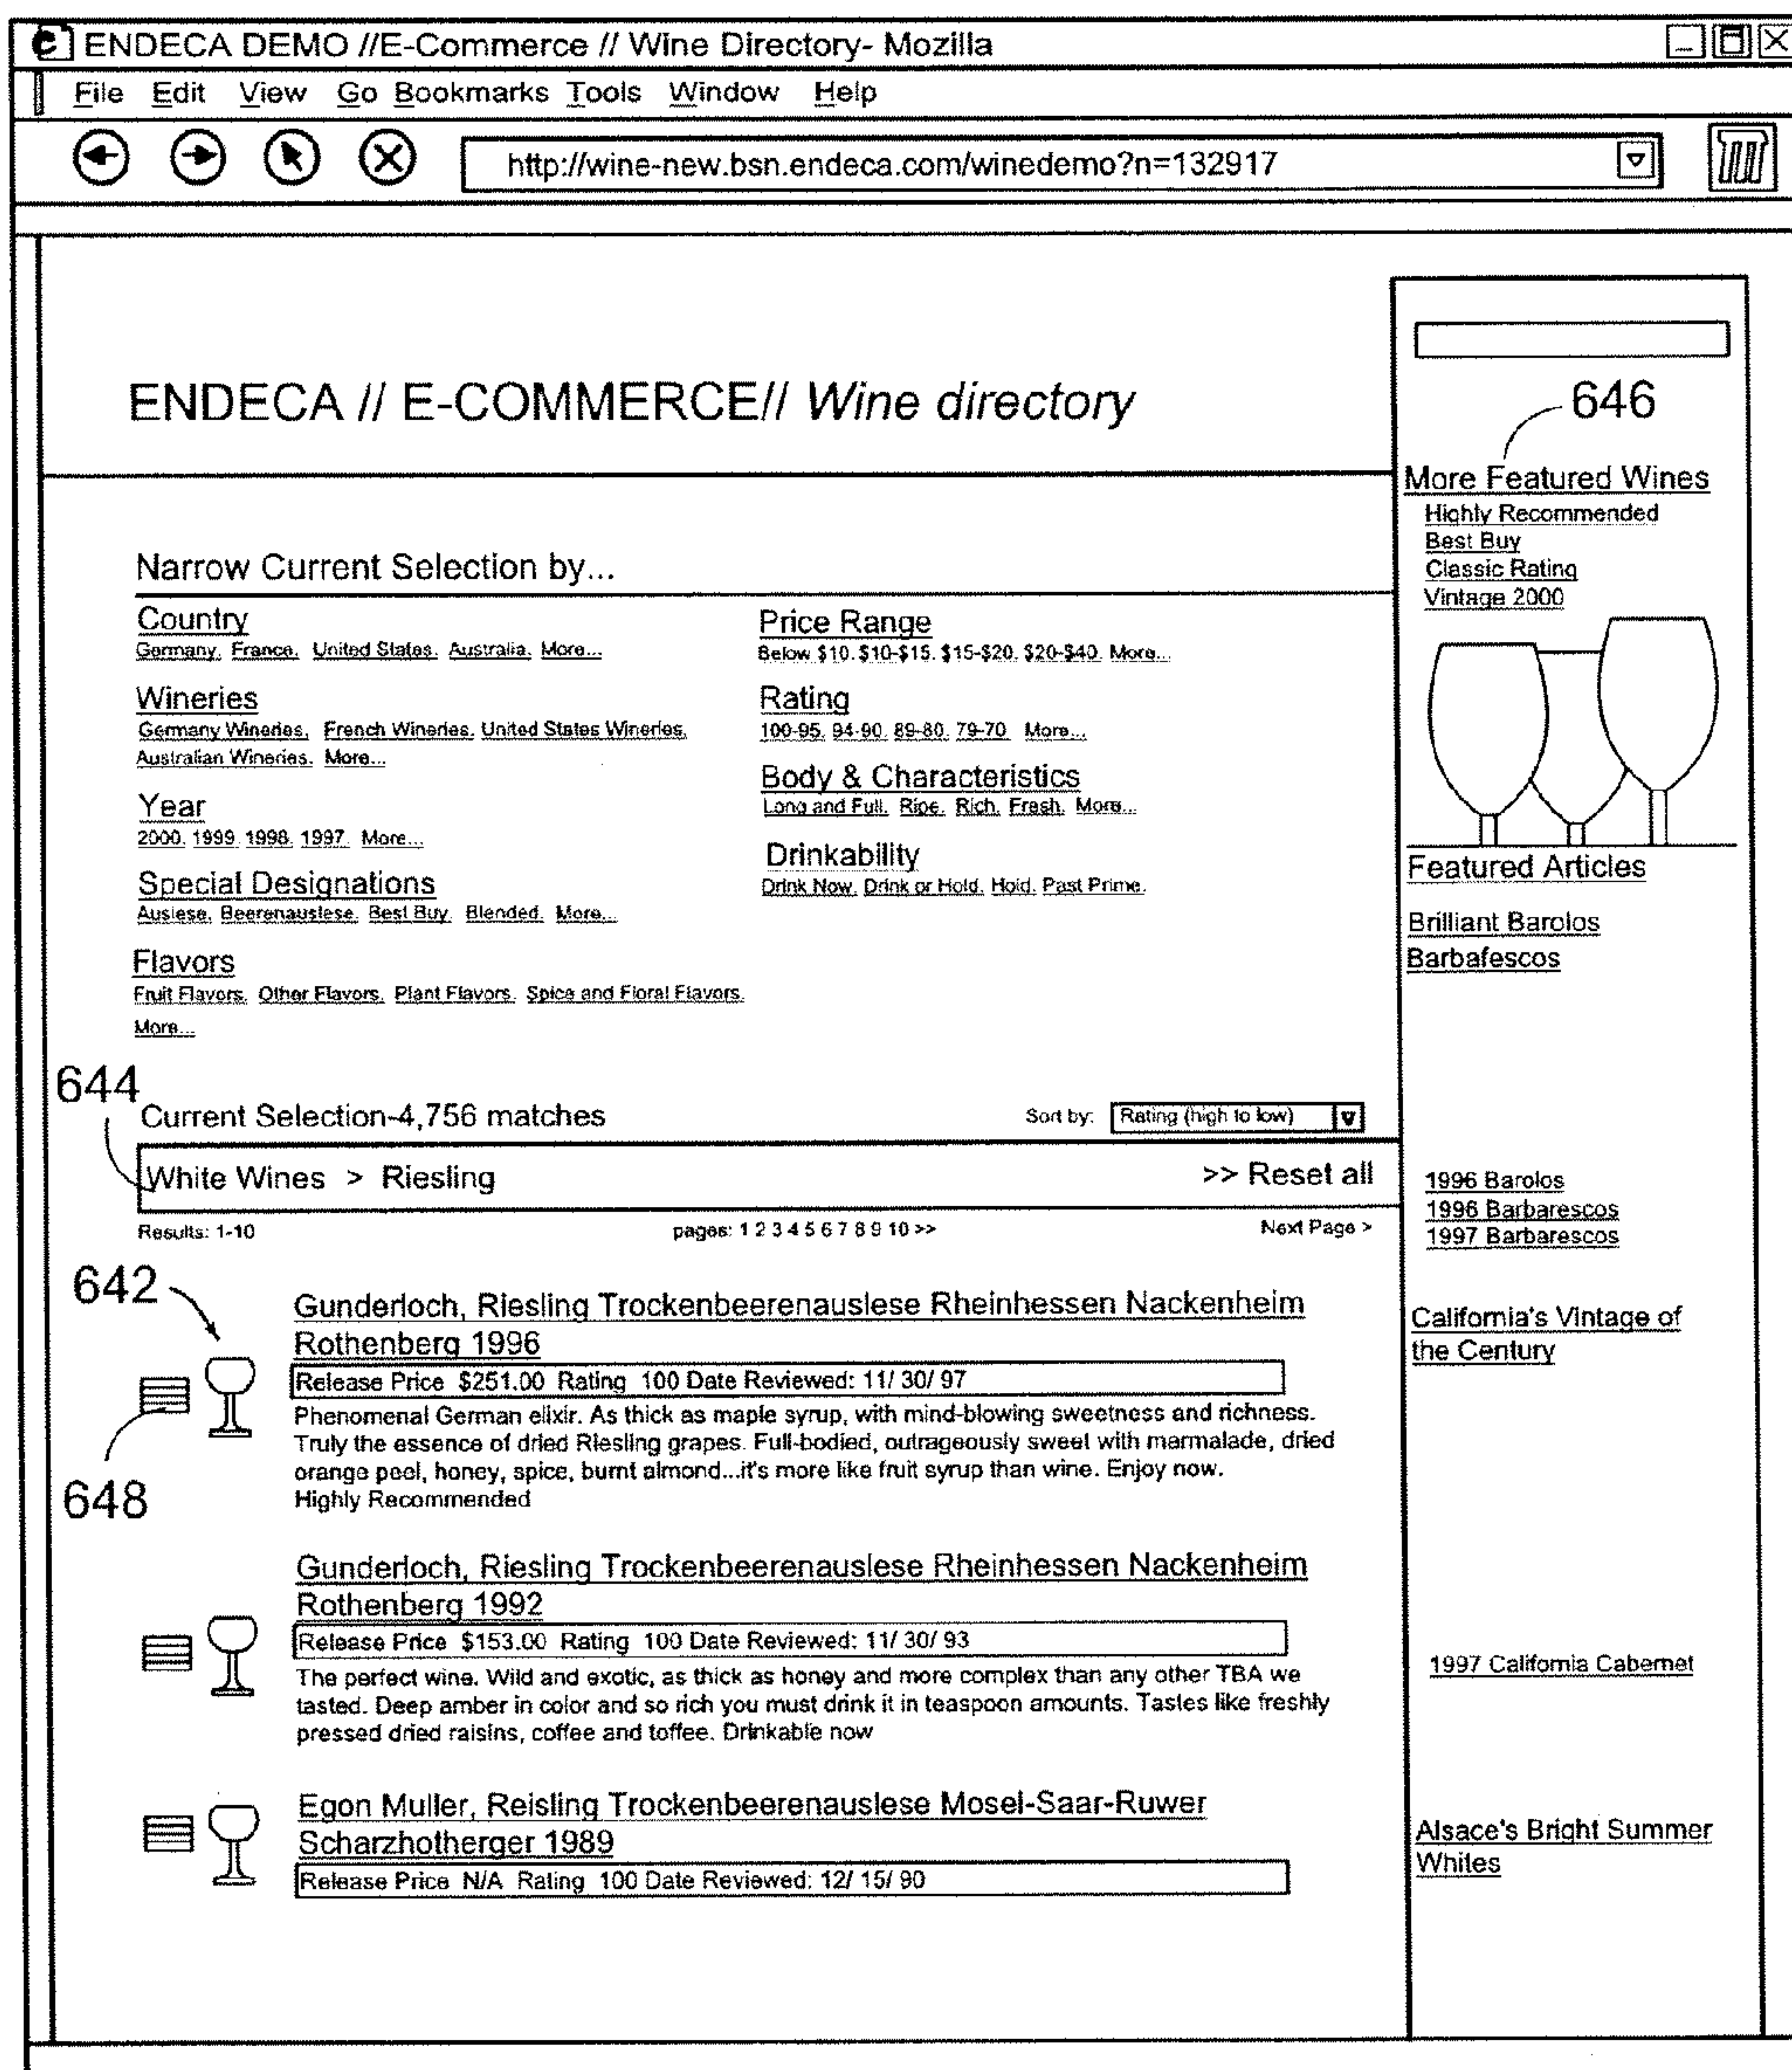 ENDECA DEMO //E-Commerce // Wine Directory- Mozilla
File Edit View Go Bookmarks Tools Window Help
http://wine-new.bsn.endeca.com/winedemo?n=132917
ENDECA // E-COMMERCE// Wine directory
Narrow Current Selection by...
Country
Germany, France, United States, Australia, More...
Wineries
Germany Wineries, French Wineries, United States Wineries,
Australian Wineries, More...
Year
2000, 1999, 1998, 1997, More...
Special Designations
Auslese, Beerenauslese, Best Buy, Blended, More...
Flavors
Fruit Flavors, Other Flavors, Plant Flavors, Spice and Floral Flavors,
More...
Price Range
Below $10, $10-$15, $15-$20, $20-$40, More...
Rating
100-95, 94-90, 89-80, 79-70 More...
Body & Characteristics
Long and Full, Ripe, Rich, Fresh, More...
Drinkability
Drink Now, Drink or Hold, Hold, Past Prime,
644
Current Selection-4,756 matches
Sort by: Rating (high to low)
White Wines > Riesling >> Reset all
Results: 1-10 pages: 1 2 3 4 5 6 7 8 9 10 >> Next Page >
642
Gunderloch, Riesling Trockenbeerenauslese Rheinhessen Nackenheim
Rothenberg 1996
Release Price $251.00 Rating 100 Date Reviewed: 11/ 30/ 97
Phenomenal German elixir. As thick as maple syrup, with mind-blowing sweetness and richness.
Truly the essence of dried Riesling grapes. Full-bodied, outrageously sweet with marmalade, dried
orange peel, honey, spice, burnt almond...it's more like fruit syrup than wine. Enjoy now.
Highly Recommended
648
Gunderloch, Riesling Trockenbeerenauslese Rheinhessen Nackenheim
Rothenberg 1992
Release Price $153.00 Rating 100 Date Reviewed: 11/ 30/ 93
The perfect wine. Wild and exotic, as thick as honey and more complex than any other TBA we
tasted. Deep amber in color and so rich you must drink it in teaspoon amounts. Tastes like freshly
pressed dried raisins, coffee and toffee. Drinkable now
Egon Muller, Reisling Trockenbeerenauslese Mosel-Saar-Ruwer
Scharzhotherger 1989
Release Price N/A Rating 100 Date Reviewed: 12/ 15/ 90
646
More Featured Wines
Highly Recommended
Best Buy
Classic Rating
Vintage 2000
Featured Articles
Brilliant Barolos
Barbafescos
1996 Barolos
1996 Barbarescos
1997 Barbarescos
California's Vintage of
the Century
1997 California Cabernet
Alsace's Bright Summer
Whites